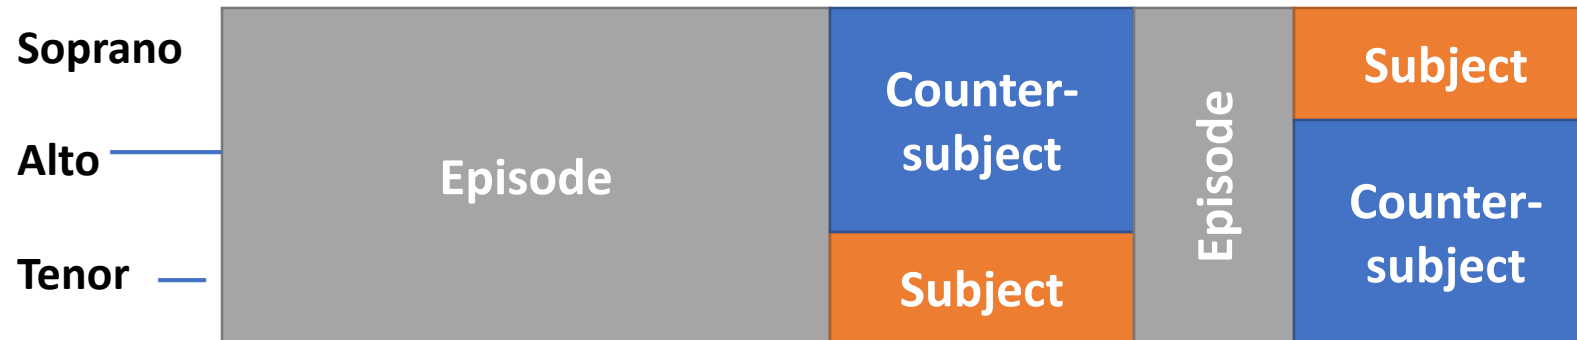 Soprano
Alto
Tenor
Episode
Counter-
subject
Subject
Episode
Subject
Counter-
subject